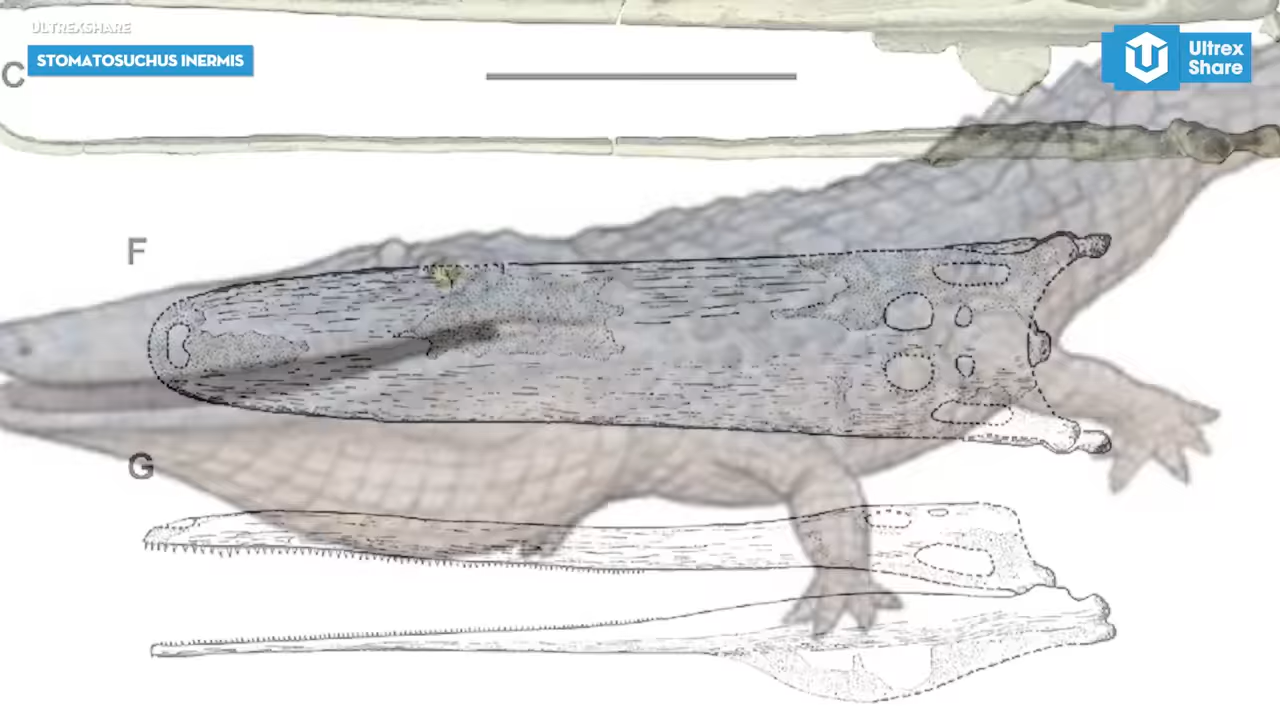 ULTREXSHARE
STOMATOSUCHUS INERMIS
Ultrex
Share
C
F
G